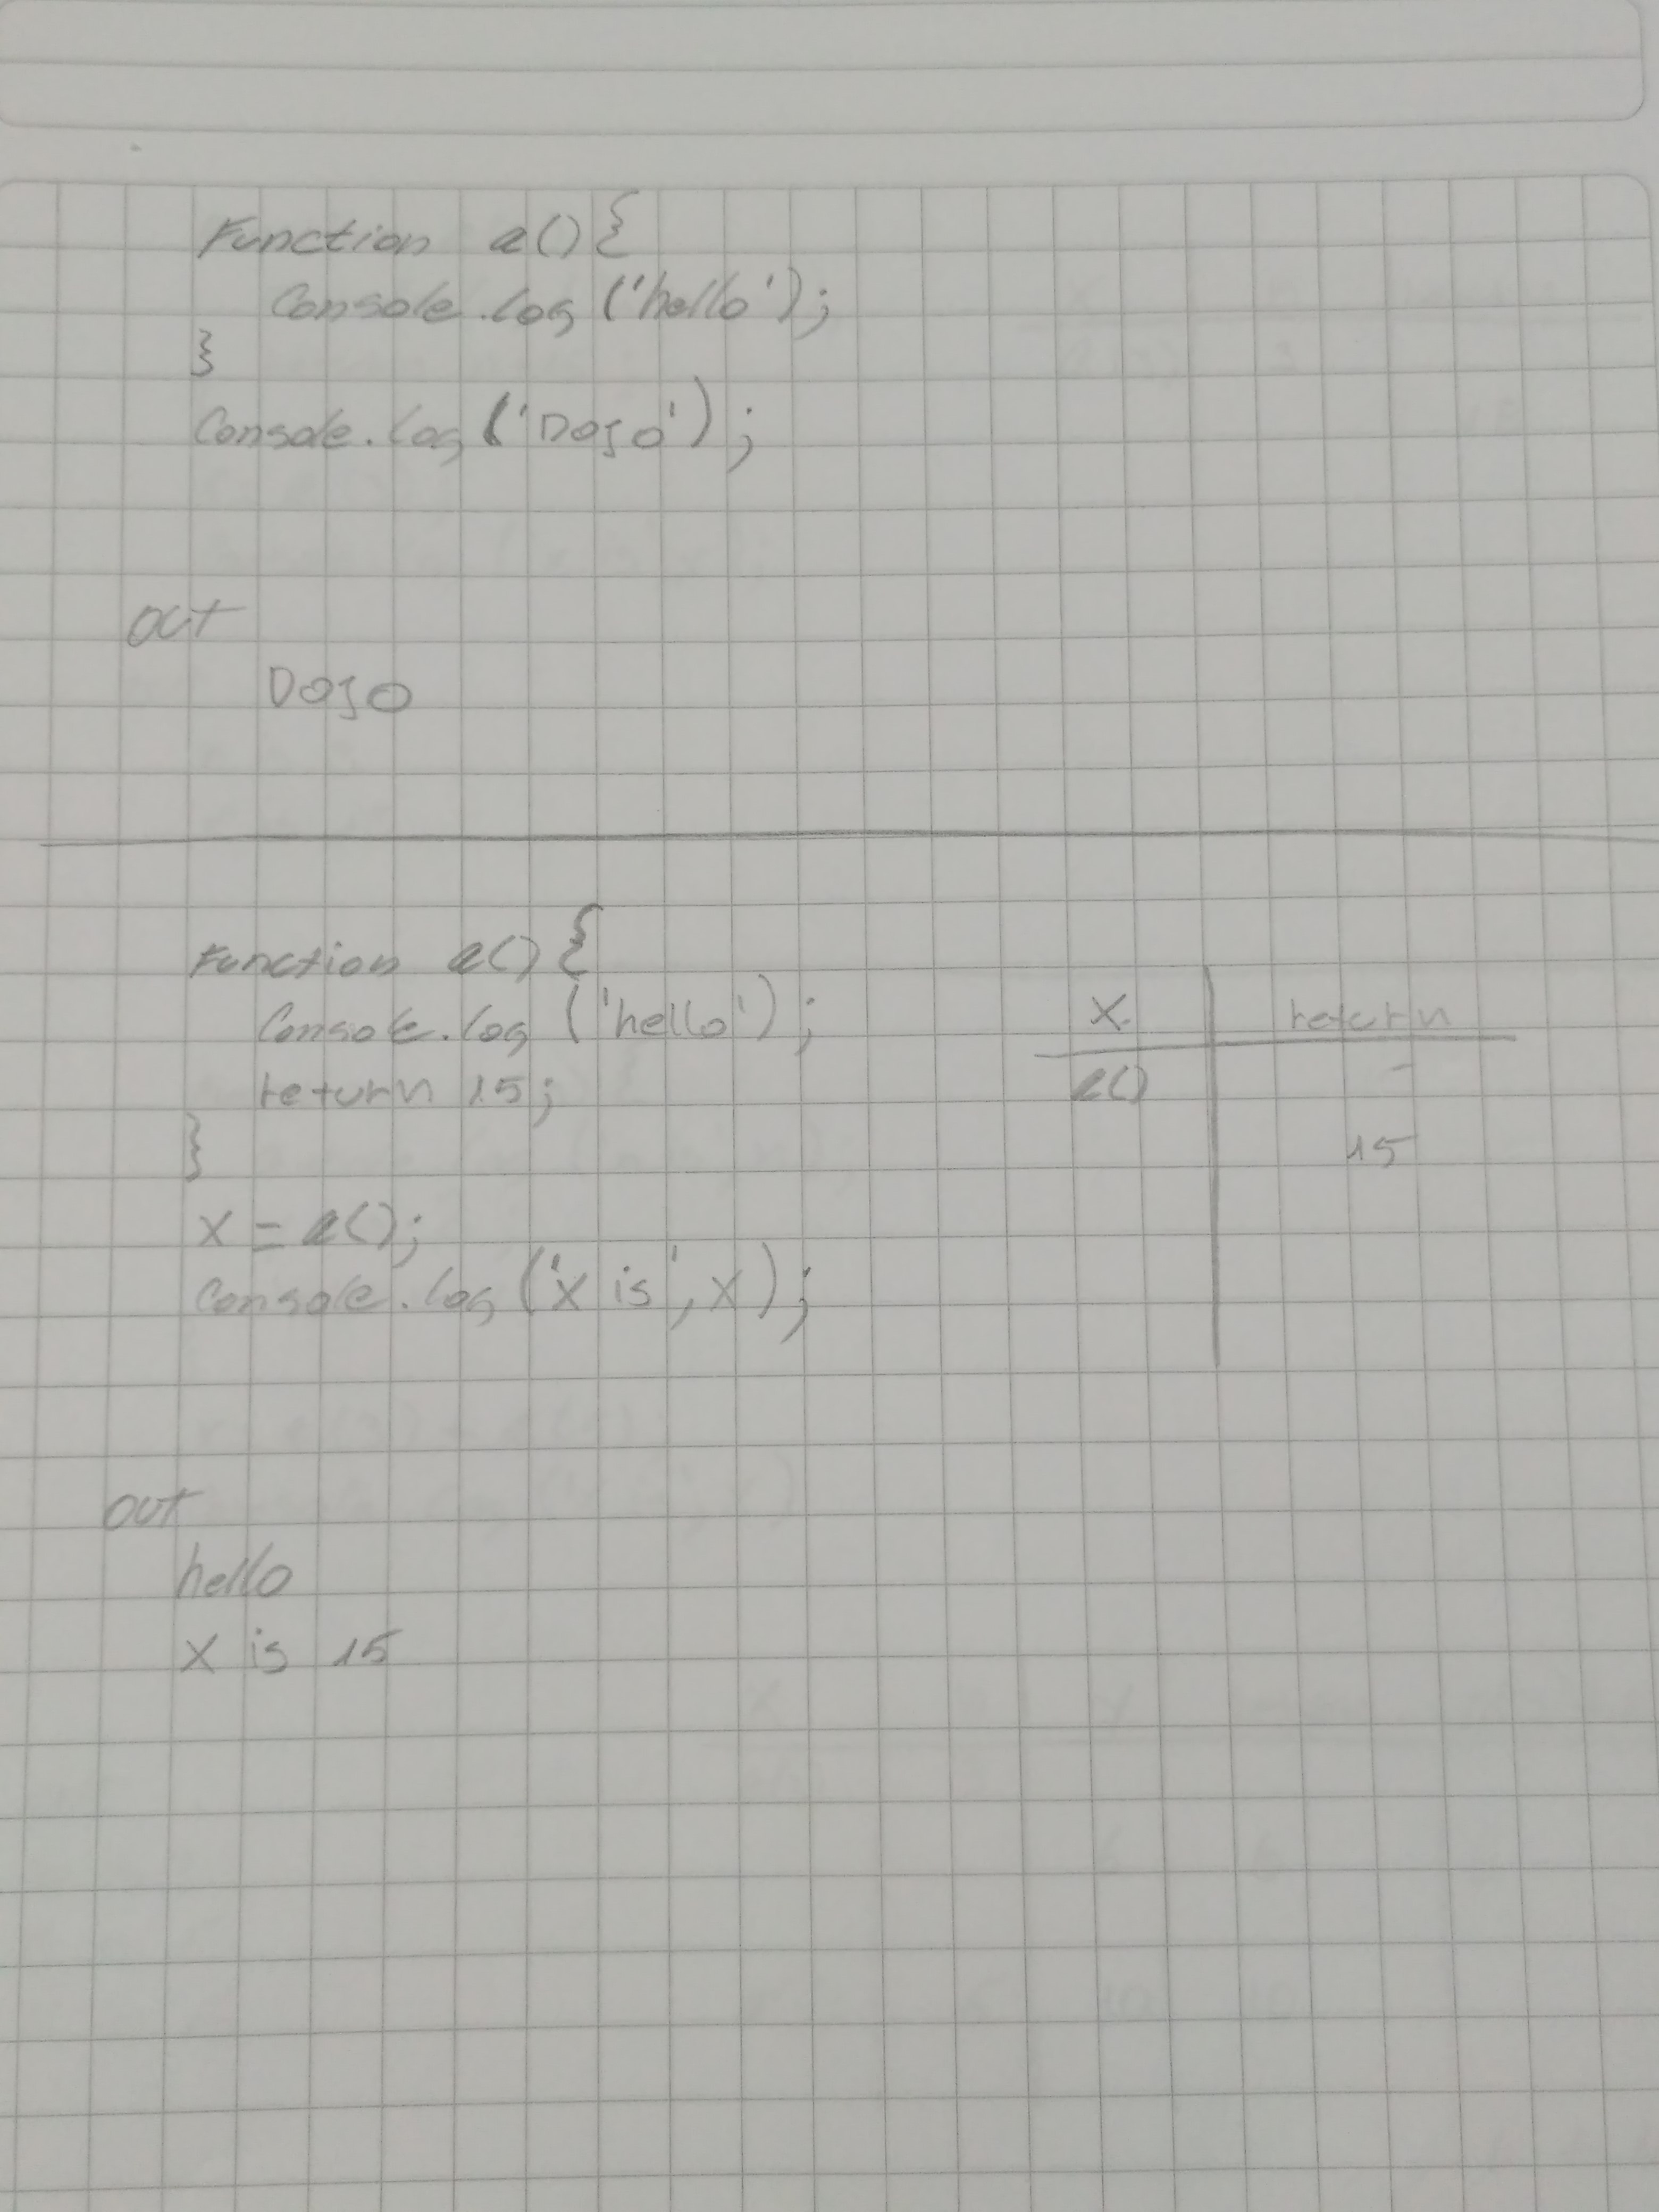 Function a(){
Console.log('hello');
}
Console.log('Dojo');
out
Dojo
Function a(){
Console.log('hello');
return 15;
}
x = a();
Console.log('x is', x);
x | return
a() | -
15
out
hello
x is 15